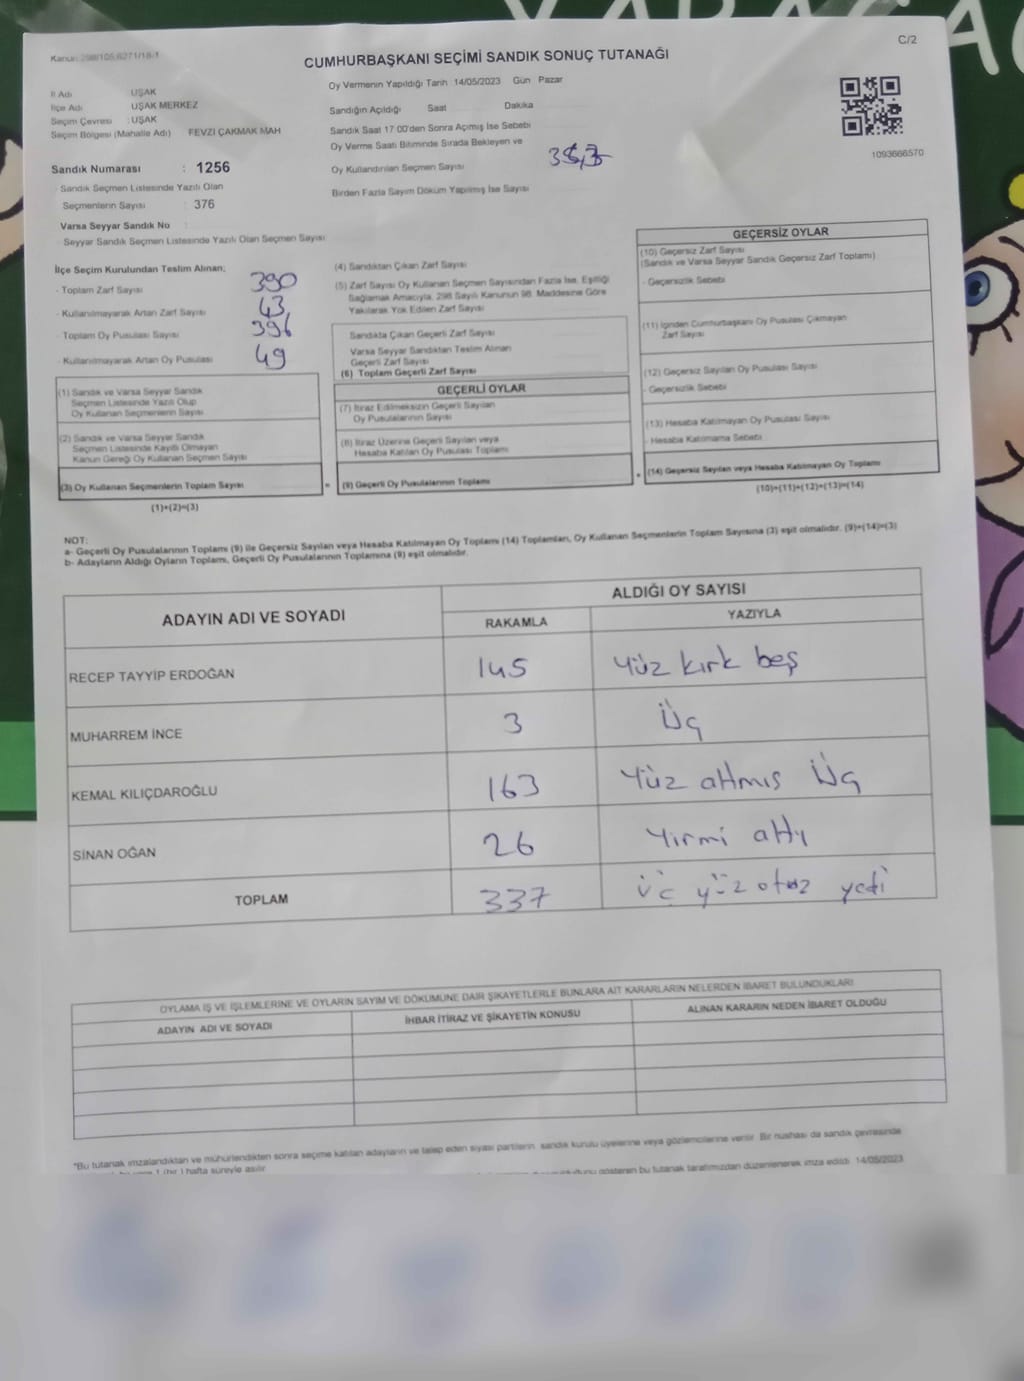 YABACA
Kanun: 298/105,6271/18-1
C/2
CUMHURBAŞKANI SEÇİMİ SANDIK SONUÇ TUTANAĞI
Oy Vermenin Yapıldığı Tarih 14/05/2023 Gün Pazar
İl Adı UŞAK
İlçe Adı UŞAK MERKEZ
Seçim Çevresi : UŞAK
Seçim Bölgesi (Mahalle Adı) FEVZİ ÇAKMAK MAH
Sandığın Açıldığı Saat Dakika
Sandık Saat 17:00'den Sonra Açımış İse Sebebi
Oy Verme Saati Bitiminde Sırada Bekleyen ve
Oy Kullandırılan Seçmen Sayısı
Birden Fazla Sayım Döküm Yapılmış İse Sayısı
1093666570
Sandık Numarası : 1256
- Sandık Seçmen Listesinde Yazılı Olan
Seçmenlerin Sayısı : 376
Varsa Seyyar Sandık No
- Seyyar Sandık Seçmen Listesinde Yazılı Olan Seçmen Sayısı
İlçe Seçim Kurulundan Teslim Alınan;
- Toplam Zarf Sayısı 390
- Kullanılmayarak Artan Zarf Sayısı 43
- Toplam Oy Pusulası Sayısı 396
- Kullanılmayarak Artan Oy Pusulası 49
(1) Sandık ve Varsa Seyyar Sandık
Seçmen Listesinde Yazılı Olup
Oy Kullanan Seçmenlerin Sayısı
(2) Sandık ve Varsa Seyyar Sandık
Seçmen Listesinde Kayıtlı Olmayan
Kanun Gereği Oy Kullanan Seçmen Sayısı
(3) Oy Kullanan Seçmenlerin Toplam Sayısı
(1)+(2)=(3)
=
(4) Sandıktan Çıkan Zarf Sayısı
(5) Zarf Sayısı Oy Kullanan Seçmen Sayısından Fazla İse, Eşitliği
Sağlamak Amacıyla, 298 Sayılı Kanunun 98. Maddesine Göre
Yakılarak Yok Edilen Zarf Sayısı
Sandıkta Çıkan Geçerli Zarf Sayısı
Varsa Seyyar Sandıktan Teslim Alınan
Geçerli Zarf Sayısı
(6) Toplam Geçerli Zarf Sayısı
GEÇERLİ OYLAR
(7) İtiraz Edilmeksizin Geçerli Sayılan
Oy Pusulalarının Sayısı
(8) İtiraz Üzerine Geçerli Sayılan veya
Hesaba Katılan Oy Pusulası Toplamı
(9) Geçerli Oy Pusulalarının Toplamı
+
GEÇERSİZ OYLAR
(10) Geçersiz Zarf Sayısı
(Sandık ve Varsa Seyyar Sandık Geçersiz Zarf Toplamı)
- Geçersizlik Sebebi
(11) İçinden Cumhurbaşkanı Oy Pusulası Çıkmayan
Zarf Sayısı
(12) Geçersiz Sayılan Oy Pusulası Sayısı
- Geçersizlik Sebebi
(13) Hesaba Katılmayan Oy Pusulası Sayısı
- Hesaba Katılmama Sebebi
(14) Geçersiz Sayılan veya Hesaba Katılmayan Oy Toplamı
(10)+(11)+(12)+(13)=(14)
NOT:
a- Geçerli Oy Pusulalarının Toplamı (9) ile Geçersiz Sayılan veya Hesaba Katılmayan Oy Toplamı (14) Toplamları, Oy Kullanan Seçmenlerin Toplam Sayısına (3) eşit olmalıdır. (9)+(14)=(3)
b- Adayların Aldığı Oyların Toplamı, Geçerli Oy Pusulalarının Toplamına (9) eşit olmalıdır.
ADAYIN ADI VE SOYADI
ALDIĞI OY SAYISI
RAKAMLA YAZIYLA
RECEP TAYYİP ERDOĞAN 145 Yüz kırk beş
MUHARREM İNCE 3 Üç
KEMAL KILIÇDAROĞLU 163 Yüz altmıs Üç
SİNAN OĞAN 26 Yirmi altı
TOPLAM 337 üc yüz otuz yedi
OYLAMA İŞ VE İŞLEMLERİNE VE OYLARIN SAYIM VE DÖKÜMÜNE DAİR ŞİKAYETLERLE BUNLARA AİT KARARLARIN NELERDEN İBARET BULUNDUKLARI
ADAYIN ADI VE SOYADI İHBAR İTİRAZ VE ŞİKAYETİN KONUSU ALINAN KARARIN NEDEN İBARET OLDUĞU
*Bu tutanak imzalandıktan ve mühürlendikten sonra seçime katılan adayların ve talep eden siyasi partilerin sandık kurulu üyelerine veya gözlemcilerine verilir. Bir nüshası da sandık çevresinde
1 (bir) hafta süreyle asılır.
gösteren bu tutanak tarafımızdan düzenlenerek imza edildi. 14/05/2023